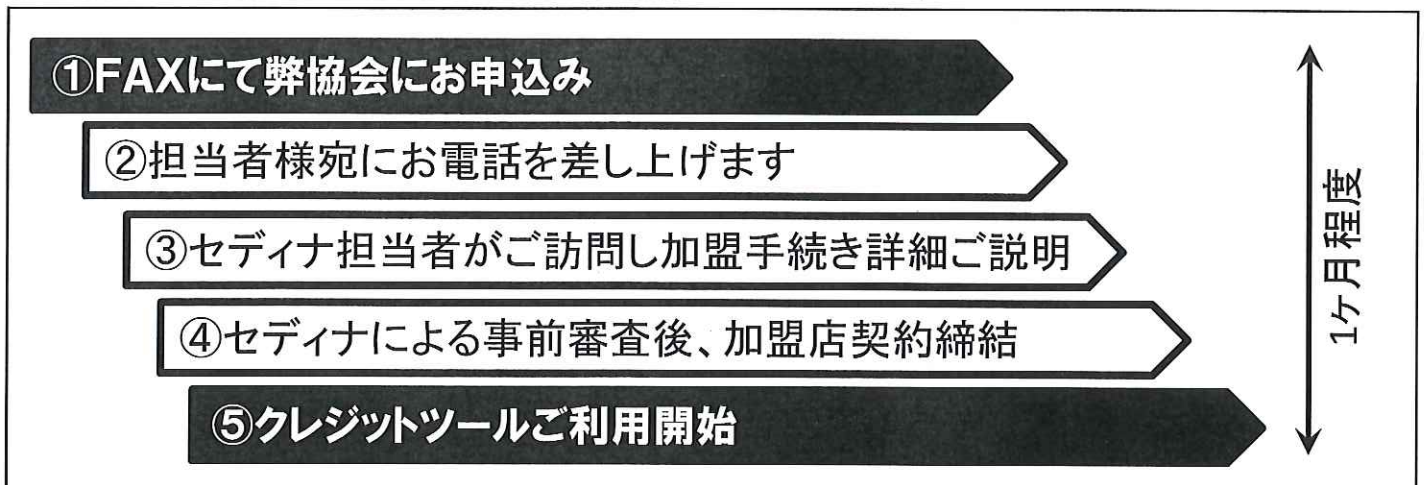 ①FAXにて弊協会にお申込み
②担当者様宛にお電話を差し上げます
③セディナ担当者がご訪問し加盟手続き詳細ご説明
④セディナによる事前審査後、加盟店契約締結
⑤クレジットツールご利用開始
1ヶ月程度